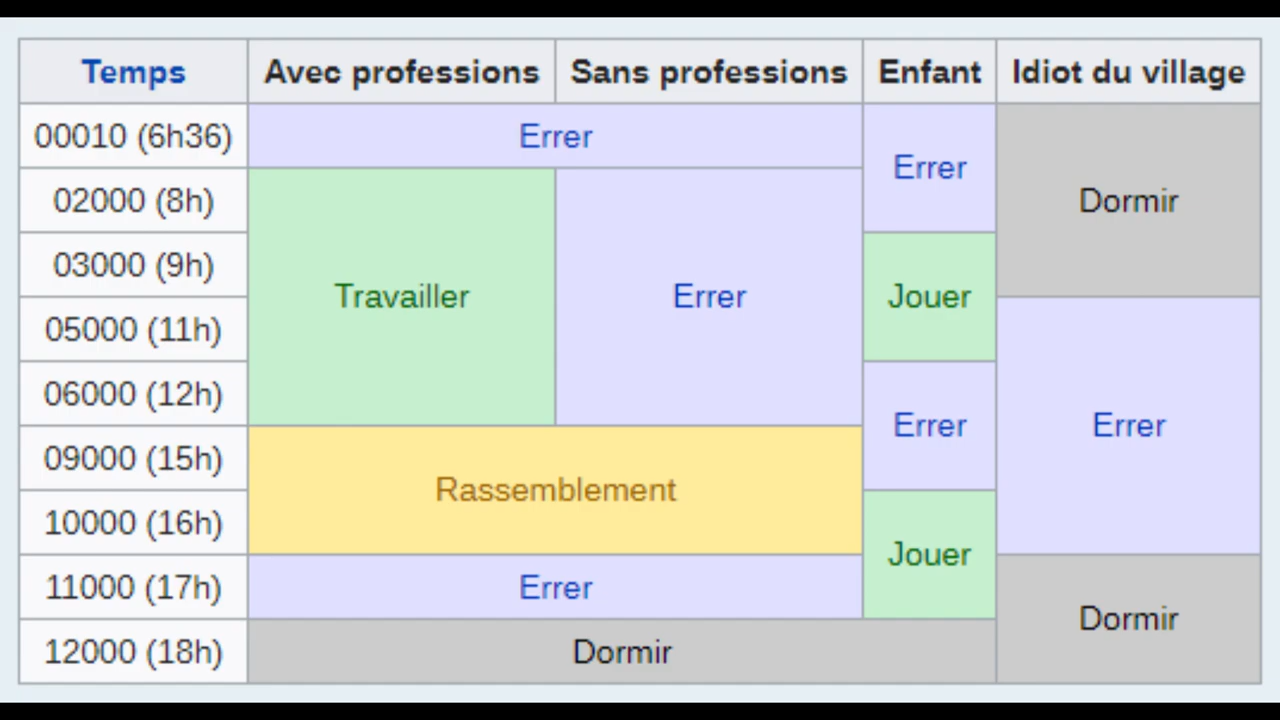 Temps Avec professions Sans professions Enfant Idiot du village
00010 (6h36) Errer
Errer
02000 (8h) Dormir
03000 (9h)
Travailler Errer Jouer
05000 (11h)
06000 (12h)
Errer Errer
09000 (15h)
Rassemblement
10000 (16h)
Jouer
11000 (17h) Errer
Dormir
12000 (18h) Dormir